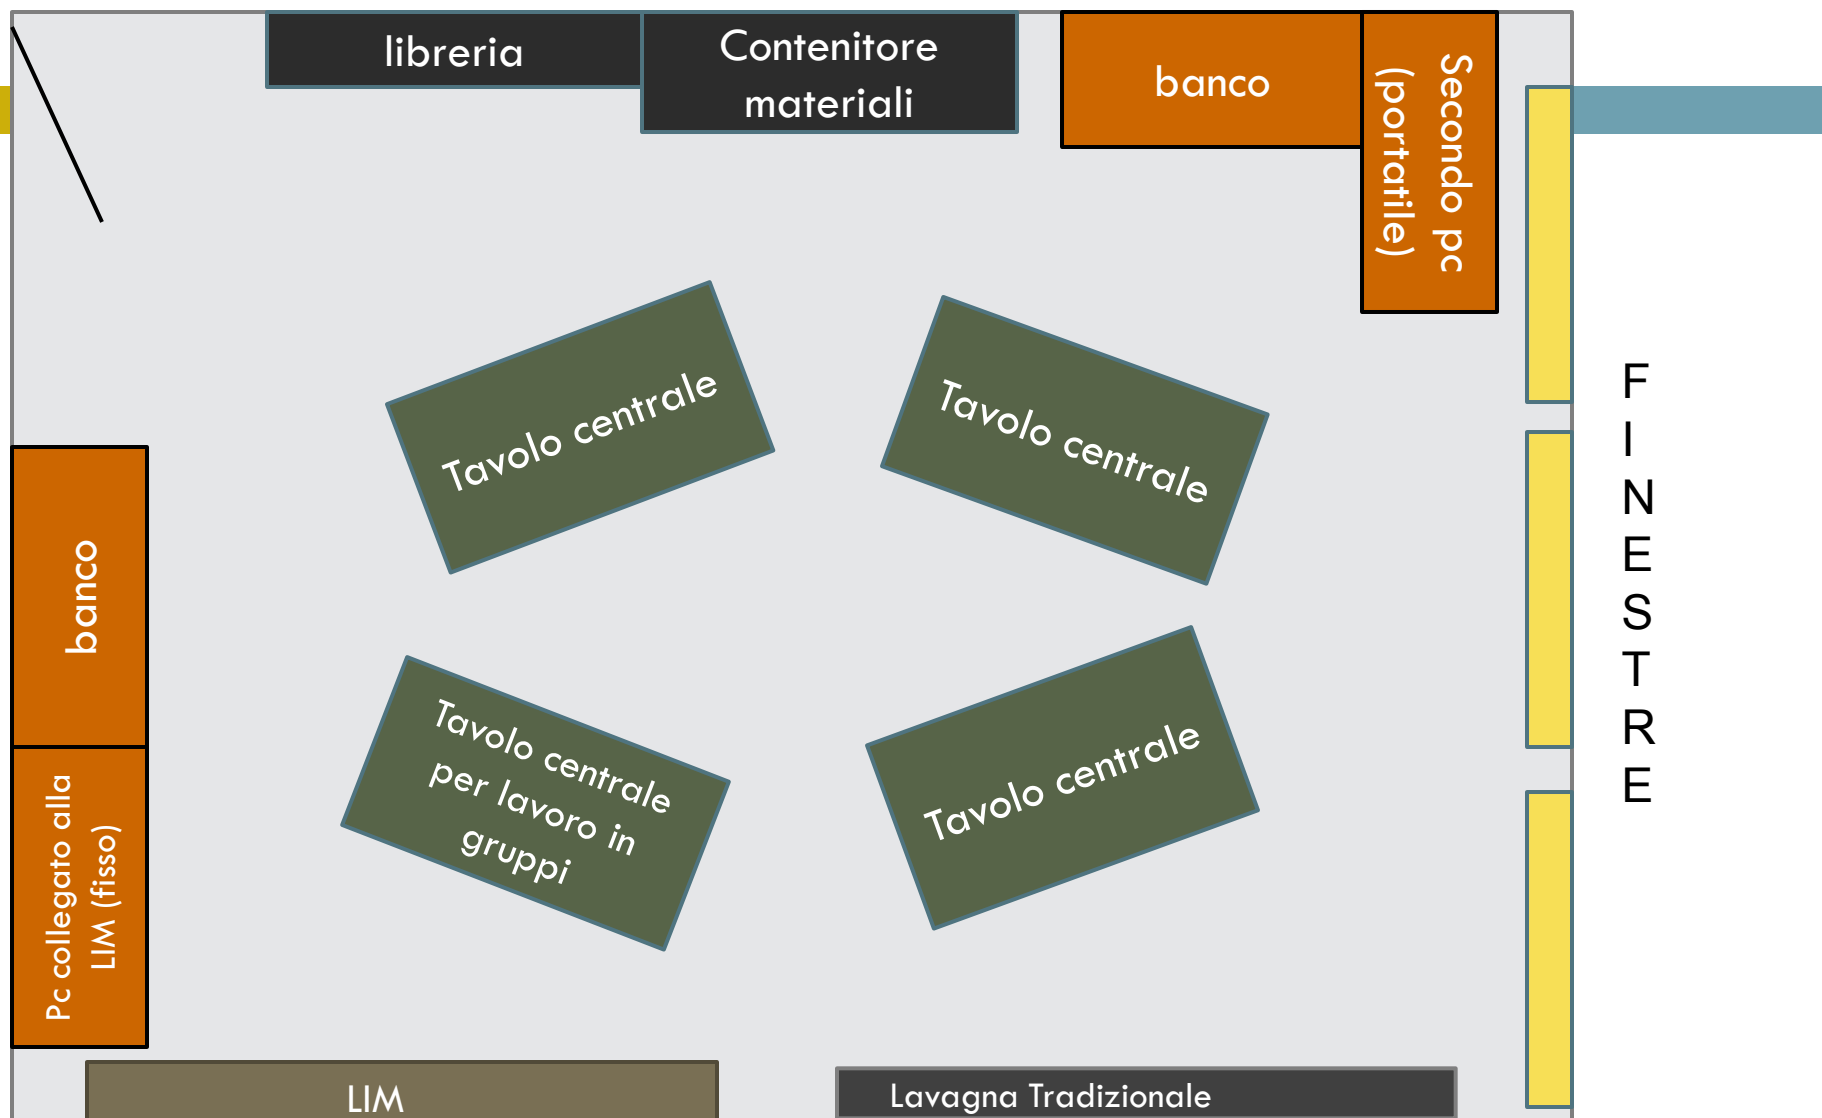 libreria
Contenitore
materiali
banco
Secondo pc
(portatile)
Tavolo centrale
Tavolo centrale
F
I
N
E
S
T
R
E
banco
Tavolo centrale
per lavoro in
gruppi
Tavolo centrale
Pc collegato alla
LIM (fisso)
LIM
Lavagna Tradizionale